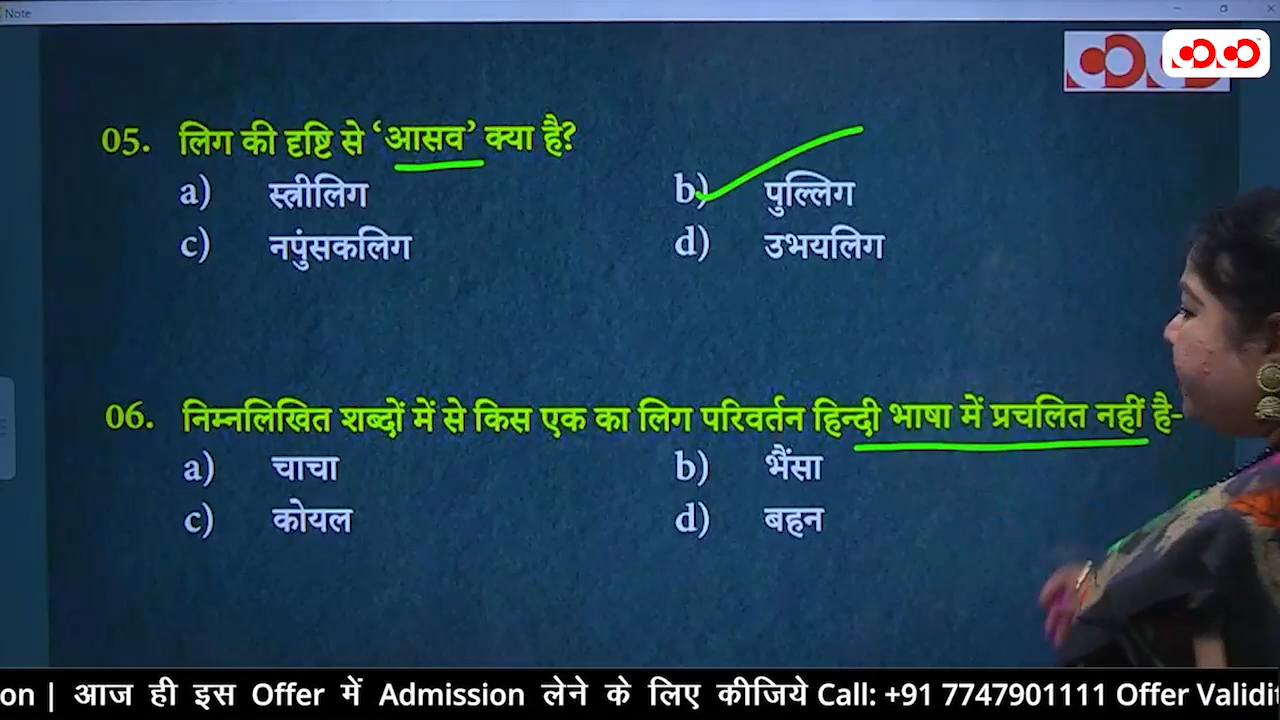 Note
05. लिग की दृष्टि से ‘आसव’ क्या है?
a) स्त्रीलिग b) पुल्लिग
c) नपुंसकलिग d) उभयलिग
06. निम्नलिखित शब्दों में से किस एक का लिग परिवर्तन हिन्दी भाषा में प्रचलित नहीं है-
a) चाचा b) भैंसा
c) कोयल d) बहन
on | आज ही इस Offer में Admission लेने के लिए कीजिये Call: +91 7747901111 Offer Validi